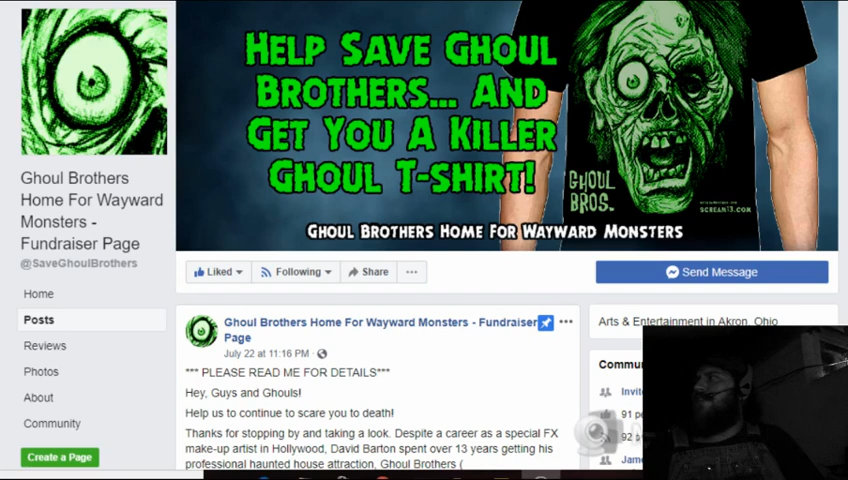 HELP SAVE GHOUL
BROTHERS... AND
GET YOU A KILLER
GHOUL T-SHIRT!
GHOUL
BROS.
SCREAM13.COM
GHOUL BROTHERS HOME FOR WAYWARD MONSTERS
Ghoul Brothers
Home For Wayward
Monsters -
Fundraiser Page
@SaveGhoulBrothers
Home
Posts
Reviews
Photos
About
Community
Create a Page
Liked
Following
Share
Send Message
Ghoul Brothers Home For Wayward Monsters - Fundraiser
Page
July 22 at 11:16 PM
*** PLEASE READ ME FOR DETAILS***
Hey, Guys and Ghouls!
Help us to continue to scare you to death!
Thanks for stopping by and taking a look. Despite a career as a special FX
make-up artist in Hollywood, David Barton spent over 13 years getting his
professional haunted house attraction, Ghoul Brothers (
Arts & Entertainment in Akron, Ohio
Commu
Invit
91 pe
92
Jame